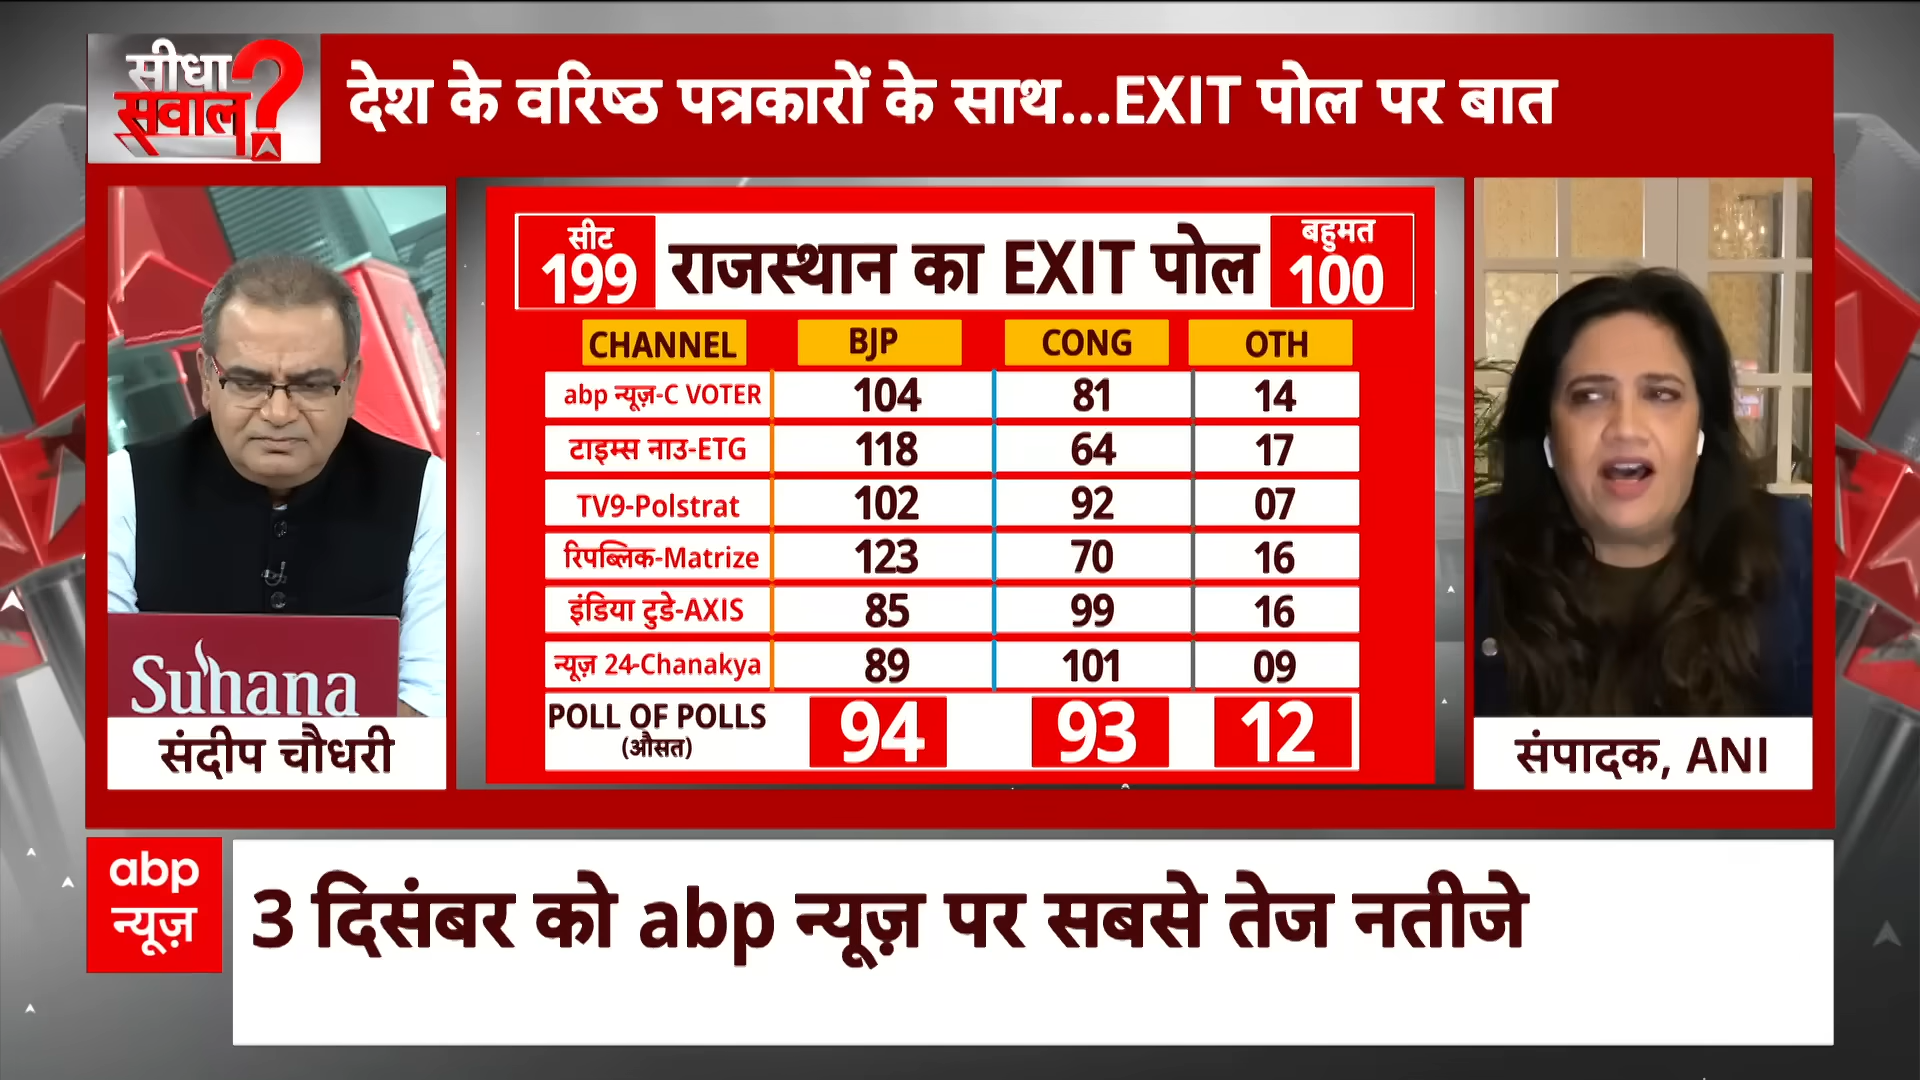 सीधा
सवाल?
देश के वरिष्ठ पत्रकारों के साथ...EXIT पोल पर बात
सीट
199
राजस्थान का EXIT पोल
बहुमत
100
CHANNEL BJP CONG OTH
abp न्यूज़-C VOTER 104 81 14
टाइम्स नाउ-ETG 118 64 17
TV9-Polstrat 102 92 07
रिपब्लिक-Matrize 123 70 16
इंडिया टुडे-AXIS 85 99 16
न्यूज़ 24-Chanakya 89 101 09
POLL OF POLLS 94 93 12
(औसत)
Suhana
संदीप चौधरी
संपादक, ANI
abp
न्यूज़
3 दिसंबर को abp न्यूज़ पर सबसे तेज नतीजे